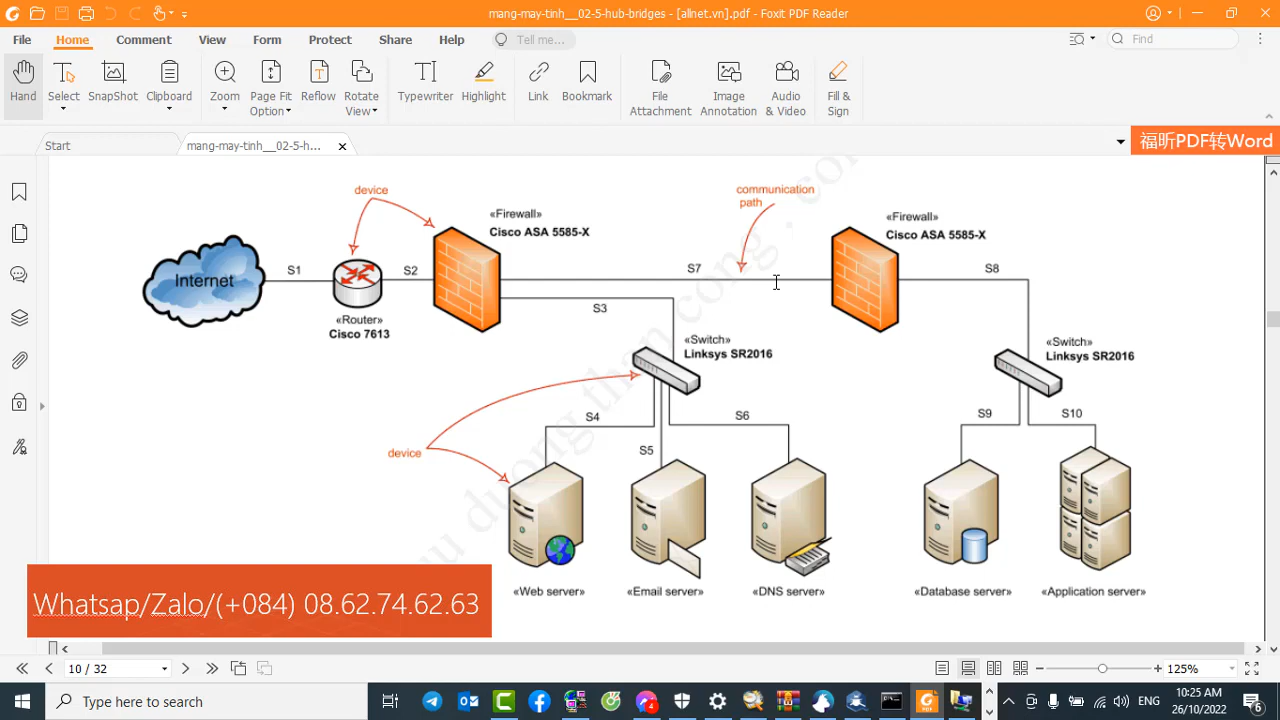 mang-may-tinh__02-5-hub-bridges - [allnet.vn].pdf - Foxit PDF Reader
File Home Comment View Form Protect Share Help Tell me... Find
Hand Select SnapShot Clipboard Zoom Page Fit Option Reflow Rotate View Typewriter Highlight Link Bookmark File Attachment Image Annotation Audio & Video Fill & Sign
Start mang-may-tinh__02-5-h...
福昕PDF转Word
device
communication
path
«Firewall»
Cisco ASA 5585-X
«Firewall»
Cisco ASA 5585-X
Internet
S1
S2
S7
S8
S3
«Router»
Cisco 7613
«Switch»
Linksys SR2016
«Switch»
Linksys SR2016
S4
S5
S6
S9
S10
device
«Web server»
«Email server»
«DNS server»
«Database server»
«Application server»
Whatsap/Zalo/(+084) 08.62.74.62.63
10 / 32
125%
Type here to search
ENG
10:25 AM
26/10/2022
6